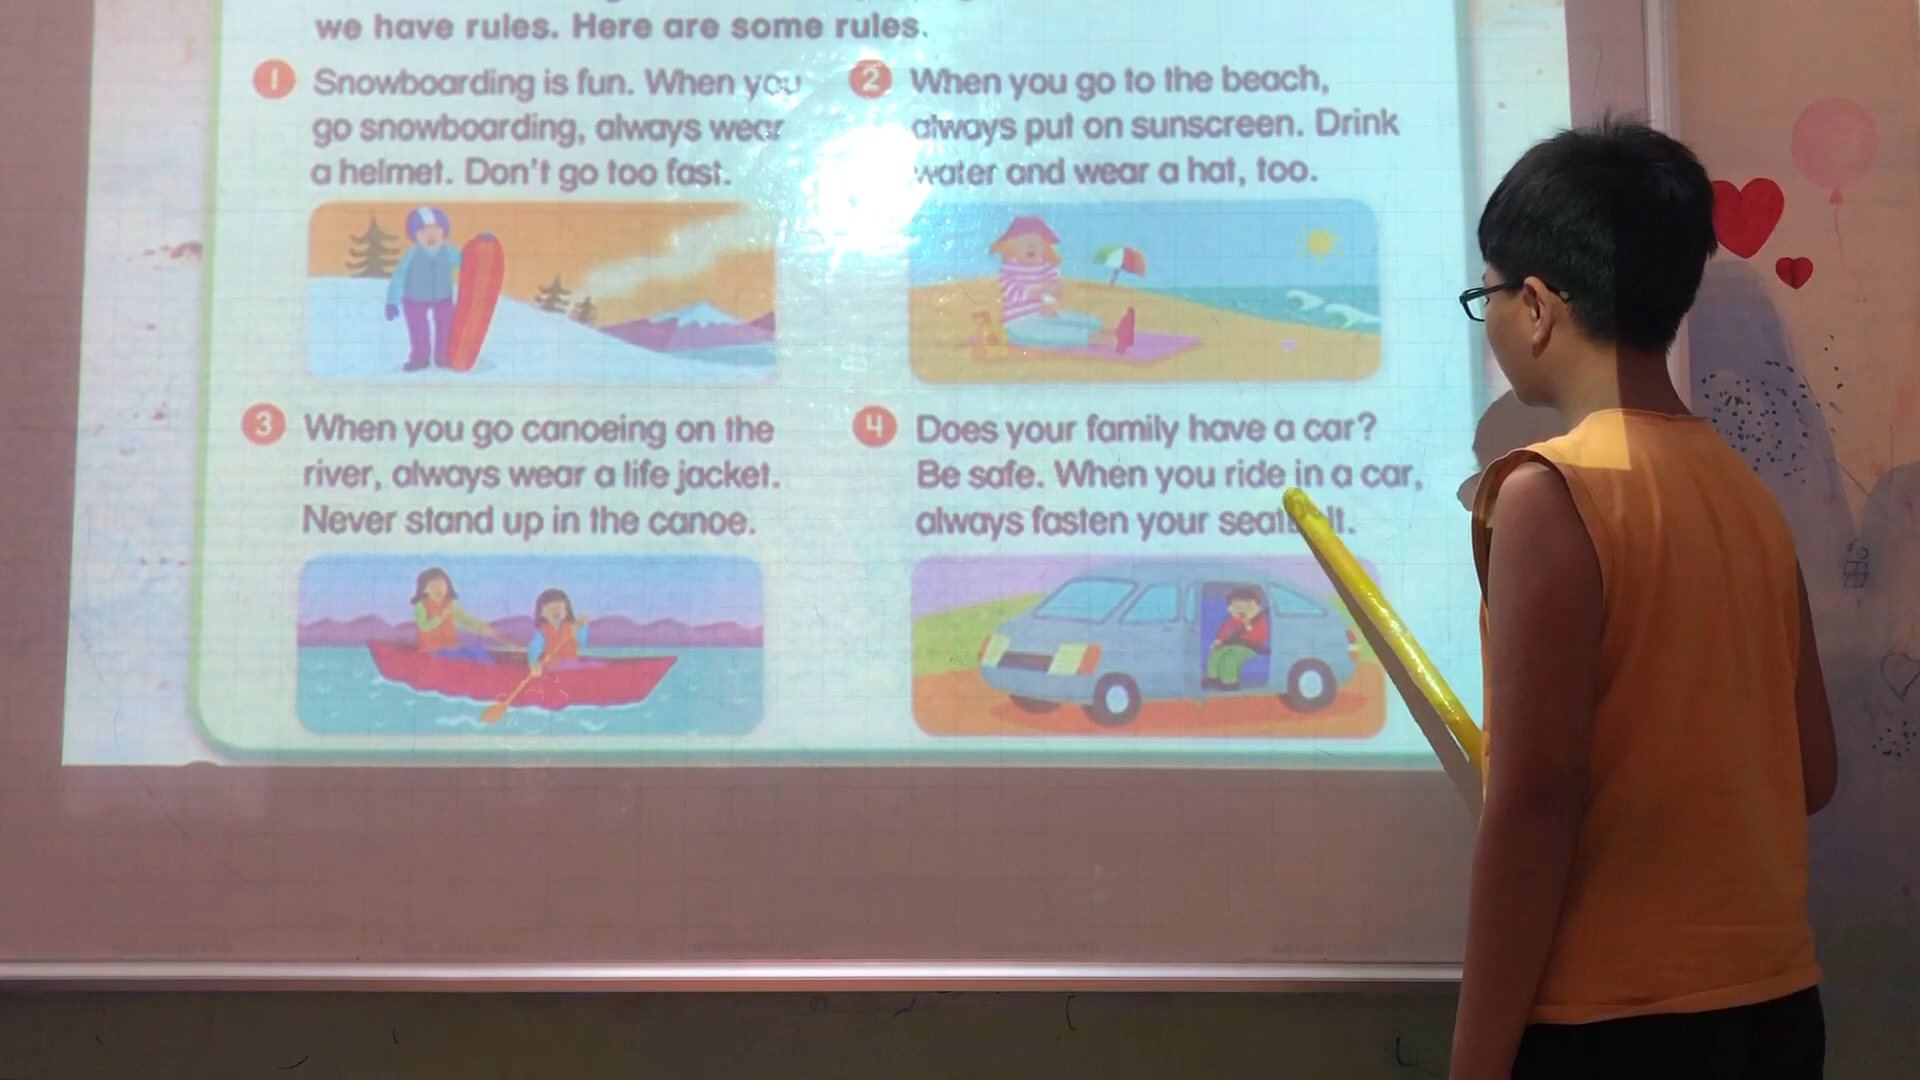 we have rules. Here are some rules.
1 Snowboarding is fun. When you
go snowboarding, always wear
a helmet. Don't go too fast.
2 When you go to the beach,
always put on sunscreen. Drink
water and wear a hat, too.
3 When you go canoeing on the
river, always wear a life jacket.
Never stand up in the canoe.
4 Does your family have a car?
Be safe. When you ride in a car,
always fasten your